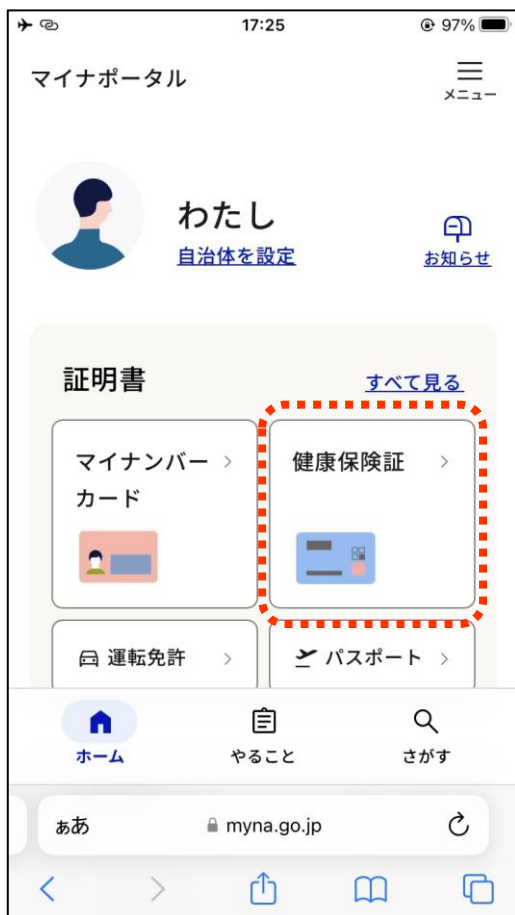 17:25
97%
マイナポータル
メニュー
わたし
自治体を設定
お知らせ
証明書
すべて見る
マイナンバー
カード
健康保険証
運転免許
パスポート
ホーム
やること
さがす
ぁあ
myna.go.jp